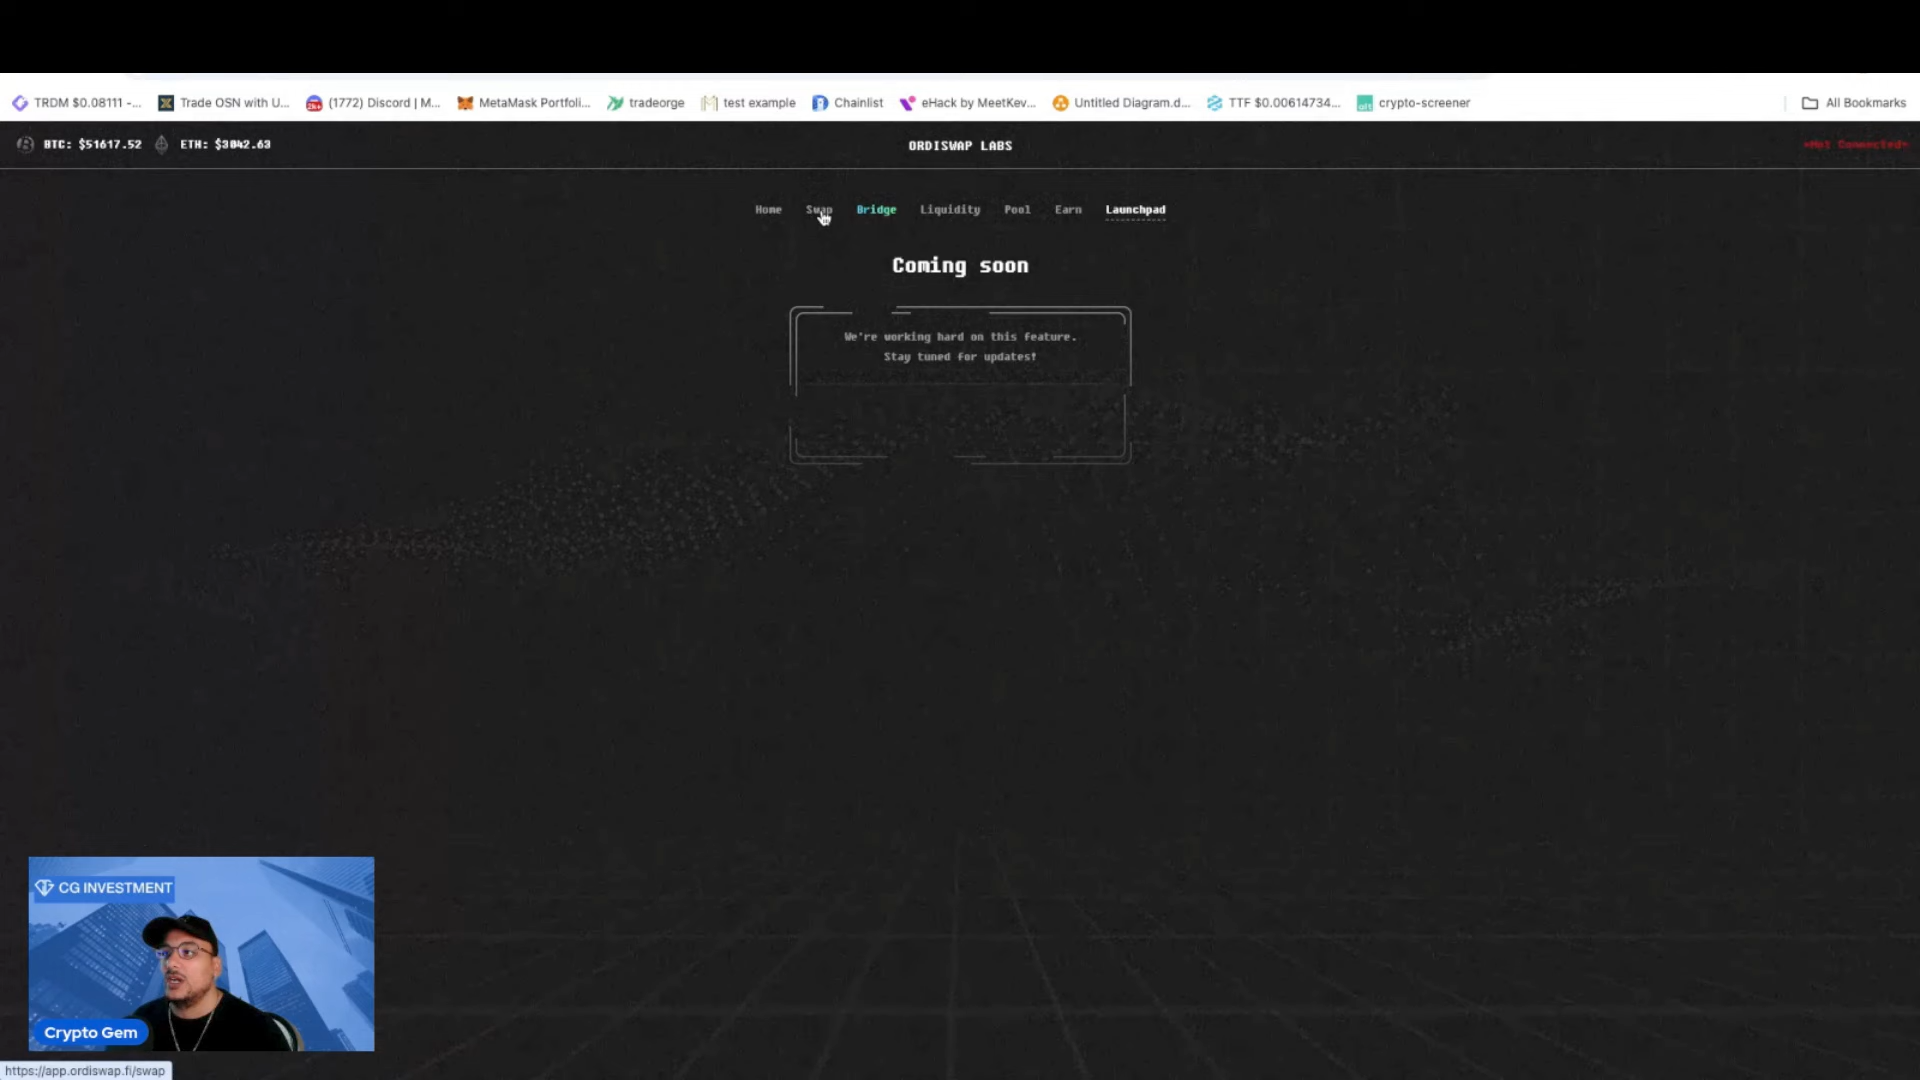 TRDM $0.08111 -...
Trade OSN with U...
(1772) Discord | M...
MetaMask Portfoli...
tradeorge
test example
Chainlist
eHack by MeetKev...
Untitled Diagram.d...
TTF $0.00614734...
crypto-screener
All Bookmarks
BTC: $51617.52
ETH: $3042.63
ORDISWAP LABS
*Not Connected*
Home
Swap
Bridge
Liquidity
Pool
Earn
Launchpad
Coming soon
We're working hard on this feature.
Stay tuned for updates!
CG INVESTMENT
Crypto Gem
https://app.ordiswap.fi/swap